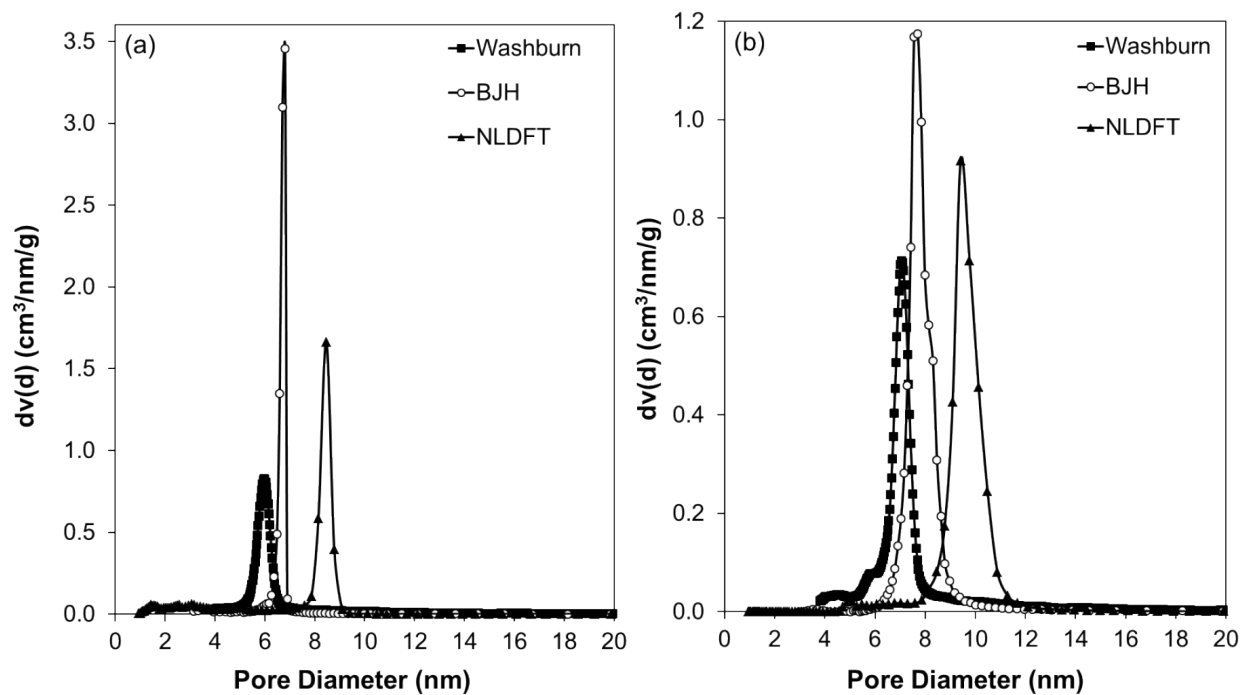 (a)
Washburn
BJH
NLDFT
3.5
3.0
2.5
2.0
1.5
1.0
0.5
0.0
dv(d) (cm³/nm/g)
0 2 4 6 8 10 12 14 16 18 20
Pore Diameter (nm)
(b)
Washburn
BJH
NLDFT
1.2
1.0
0.8
0.6
0.4
0.2
0.0
dv(d) (cm³/nm/g)
0 2 4 6 8 10 12 14 16 18 20
Pore Diameter (nm)